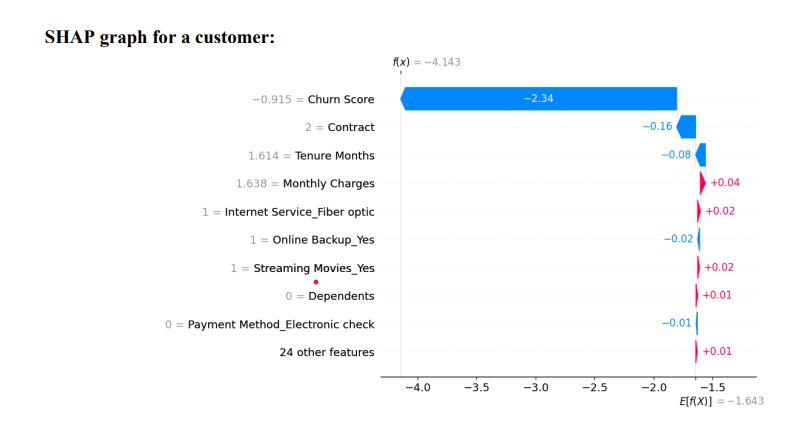 SHAP graph for a customer:
f(x) = −4.143
−0.915 = Churn Score
−2.34
2 = Contract
−0.16
1.614 = Tenure Months
−0.08
1.638 = Monthly Charges
+0.04
1 = Internet Service_Fiber optic
+0.02
1 = Online Backup_Yes
−0.02
1 = Streaming Movies_Yes
+0.02
0 = Dependents
+0.01
0 = Payment Method_Electronic check
−0.01
24 other features
+0.01
−4.0 −3.5 −3.0 −2.5 −2.0 −1.5
E[f(X)] = −1.643